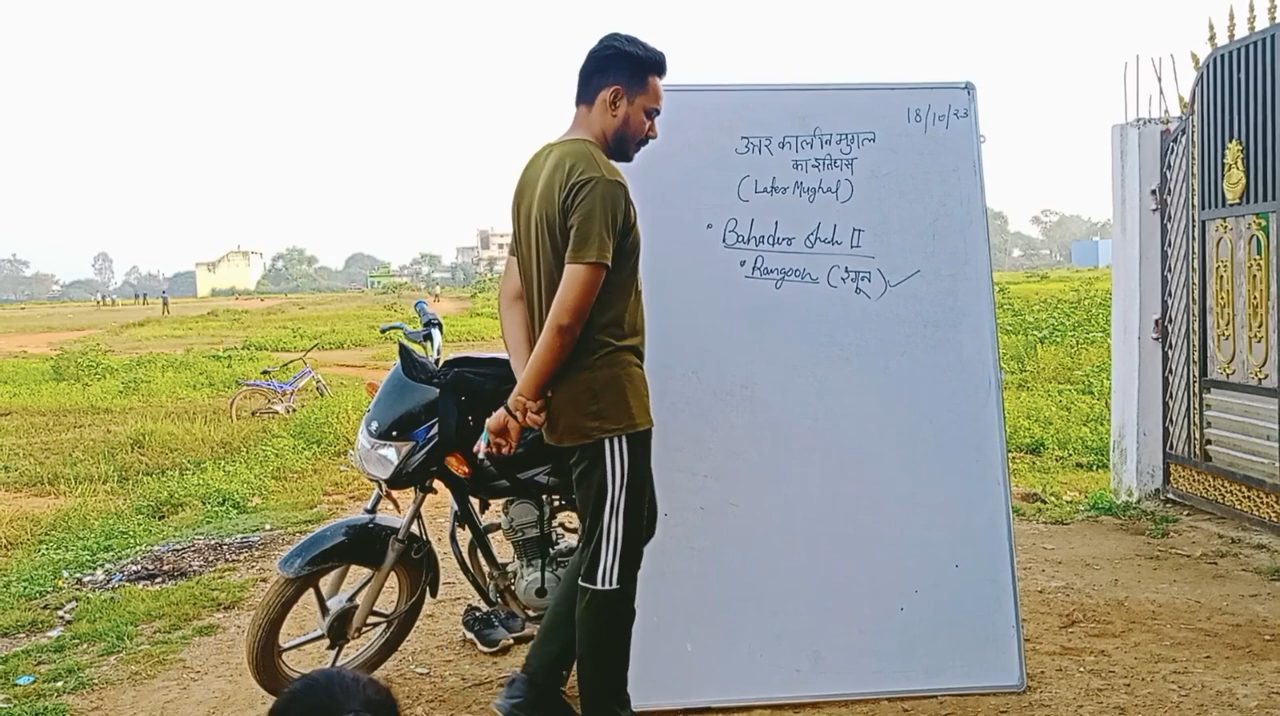 18/10/23
उत्तर कालीन मुगल
का इतिहास
(Later Mughal)
• Bahadur Shah II
• Rangoon (रंगून) ✓